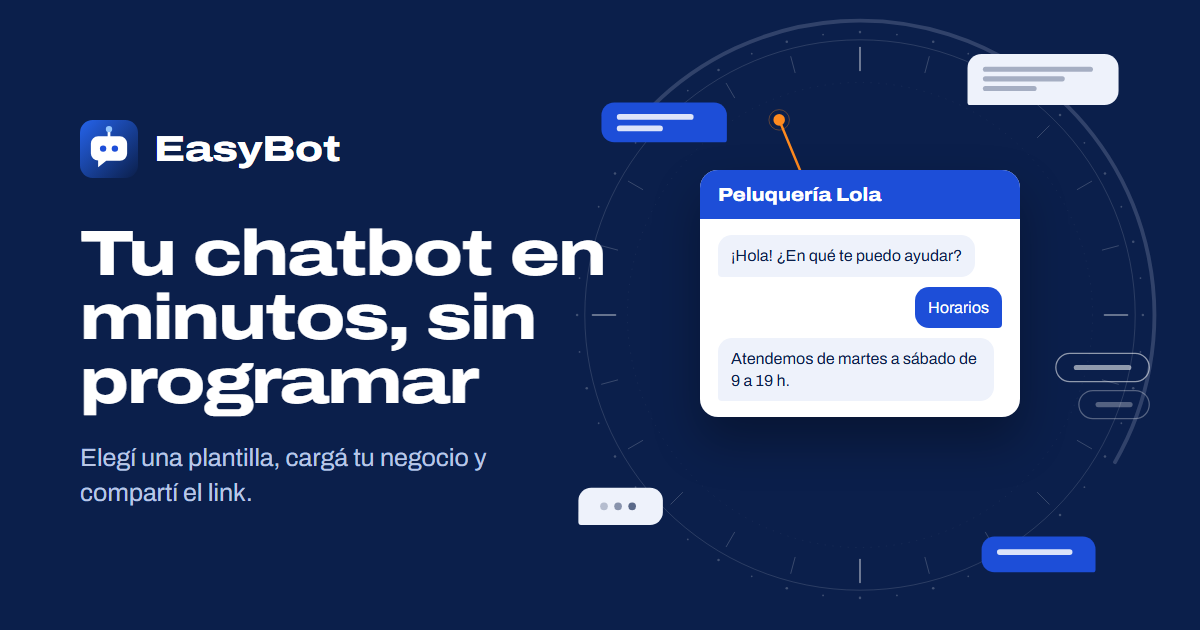 EasyBot
Tu chatbot en
minutos, sin
programar
Elegí una plantilla, cargá tu negocio y
compartí el link.
Peluquería Lola
¡Hola! ¿En qué te puedo ayudar?
Horarios
Atendemos de martes a sábado de
9 a 19 h.